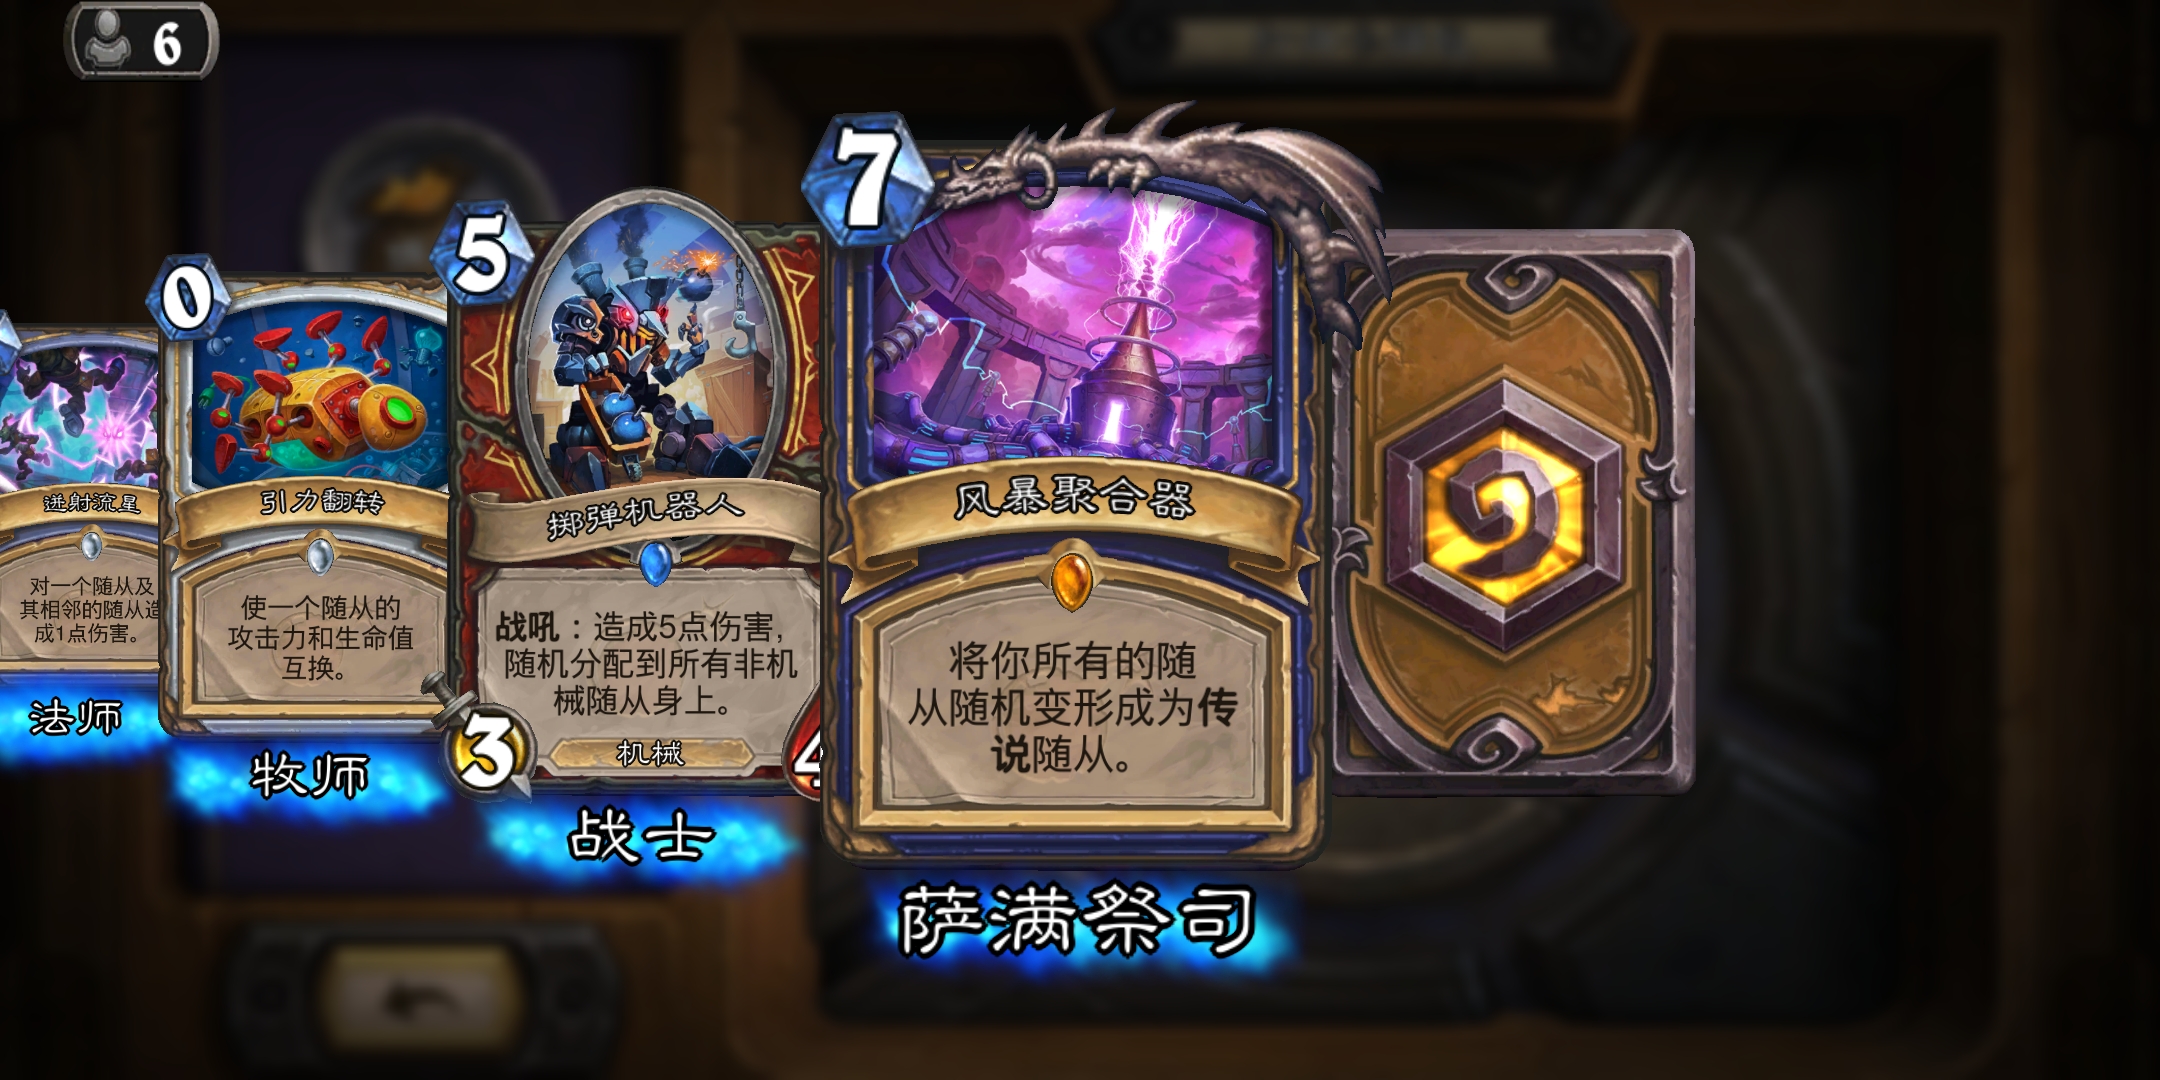 6
迸射流星
对一个随从及
其相邻的随从造
成1点伤害。
法师
0
引力翻转
使一个随从的
攻击力和生命值
互换。
牧师
5
掷弹机器人
战吼：造成5点伤害，
随机分配到所有非机
械随从身上。
3
机械
4
战士
7
风暴聚合器
将你所有的随
从随机变形成为传
说随从。
萨满祭司